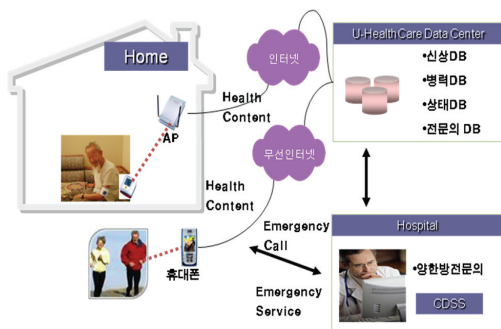 Home
AP
Health
Content
인터넷
U-HealthCare Data Center
•신상DB
•병력DB
•상태DB
•전문의 DB
무선인터넷
Health
Content
휴대폰
Emergency
Call
Emergency
Service
Hospital
•양한방전문의
CDSS